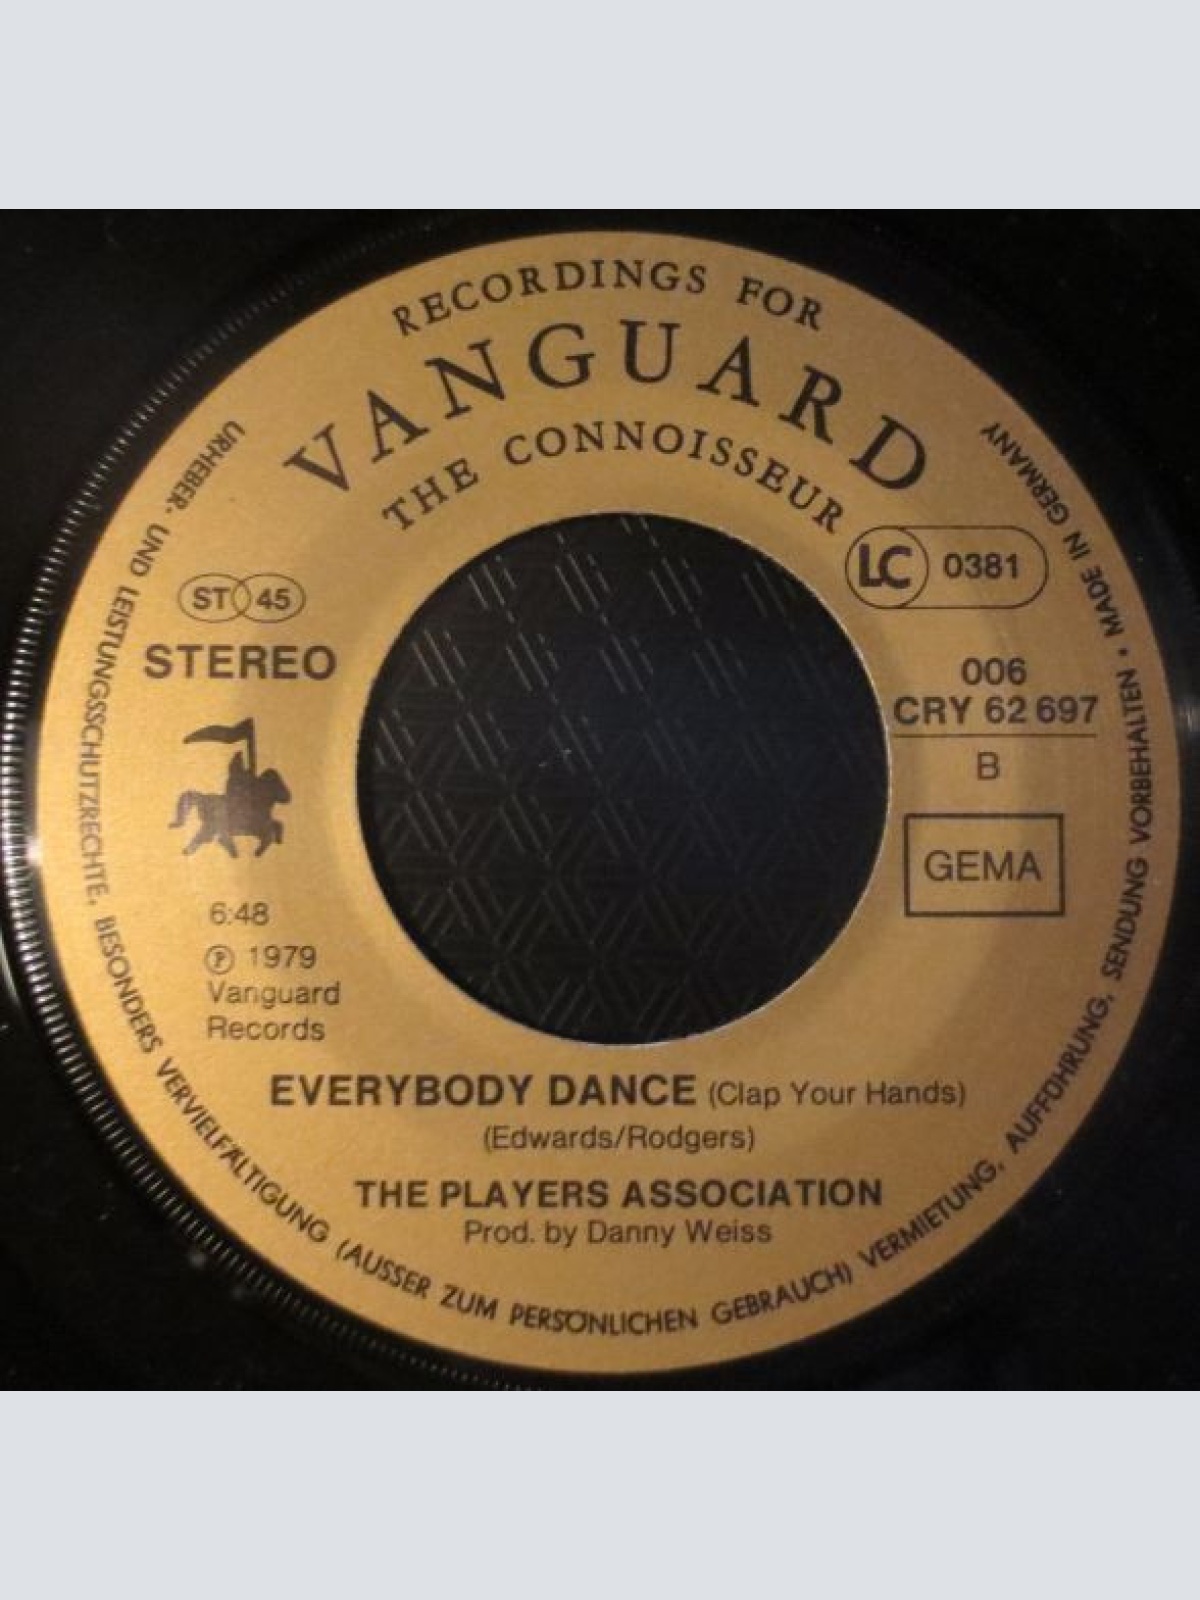 RECORDINGS FOR
VANGUARD
THE CONNOISSEUR
LC 0381
ST 45
STEREO
006
CRY 62 697
B
GEMA
6:48
℗ 1979
Vanguard
Records
EVERYBODY DANCE (Clap Your Hands)
(Edwards/Rodgers)
THE PLAYERS ASSOCIATION
Prod. by Danny Weiss
URHEBER- UND LEISTUNGSSCHUTZRECHTE, BESONDERS VERVIELFÄLTIGUNG (AUSSER ZUM PERSÖNLICHEN GEBRAUCH) VERMIETUNG, AUFFÜHRUNG, SENDUNG VORBEHALTEN • MADE IN GERMANY